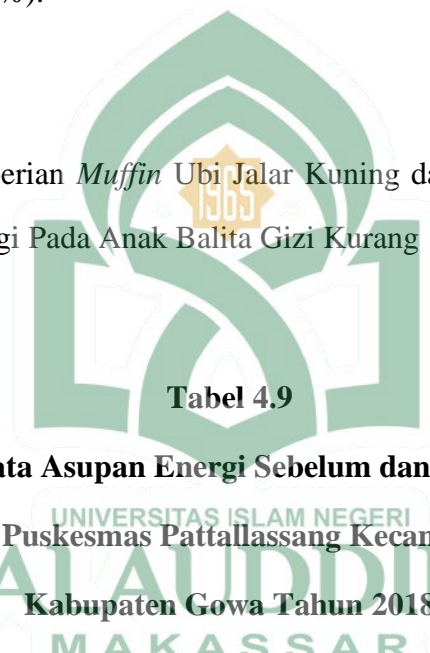 %).
erian Muffin Ubi Jalar Kuning da
1965
gi Pada Anak Balita Gizi Kurang
Tabel 4.9
ata Asupan Energi Sebelum dan
UNIVERSITAS ISLAM NEGERI
Puskesmas Pattallassang Kecam
ALAUDDIN
Kabupaten Gowa Tahun 2018
MAKASSAR